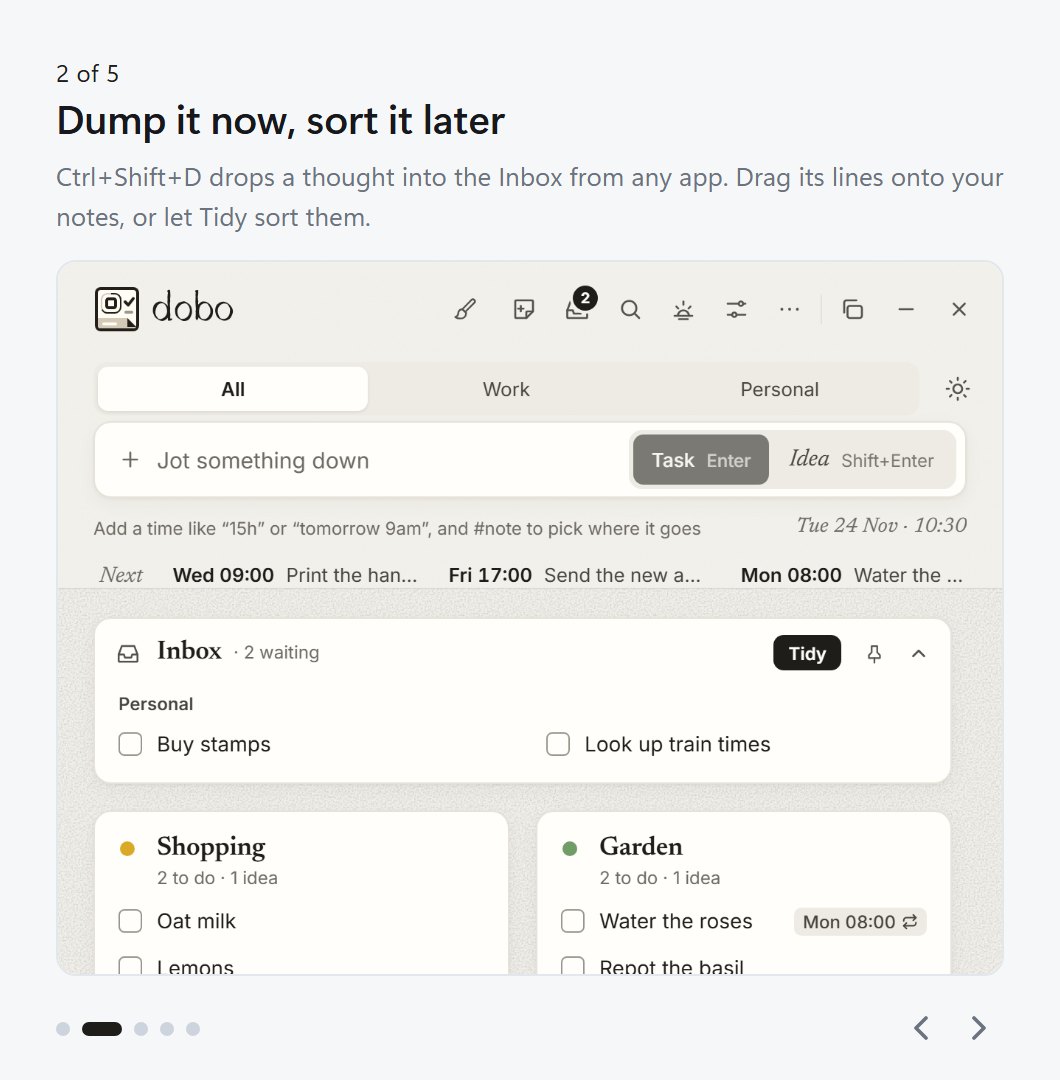 2 of 5
Dump it now, sort it later
Ctrl+Shift+D drops a thought into the Inbox from any app. Drag its lines onto your
notes, or let Tidy sort them.
dobo
2
All Work Personal
Jot something down Task Enter Idea Shift+Enter
Add a time like “15h” or “tomorrow 9am”, and #note to pick where it goes Tue 24 Nov · 10:30
Next Wed 09:00 Print the han... Fri 17:00 Send the new a... Mon 08:00 Water the ...
Inbox · 2 waiting Tidy
Personal
Buy stamps Look up train times
Shopping Garden
2 to do · 1 idea 2 to do · 1 idea
Oat milk Water the roses Mon 08:00
Lemons Repot the basil